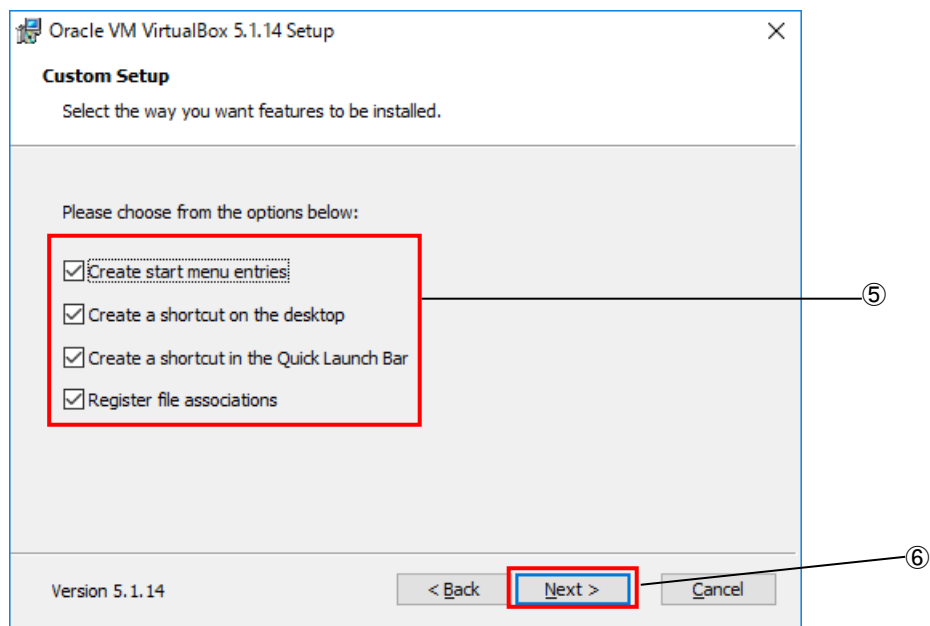 Oracle VM VirtualBox 5.1.14 Setup
Custom Setup
Select the way you want features to be installed.
Please choose from the options below:
Create start menu entries
⑤
Create a shortcut on the desktop
Create a shortcut in the Quick Launch Bar
Register file associations
⑥
Version 5.1.14
< Back
Next >
Cancel